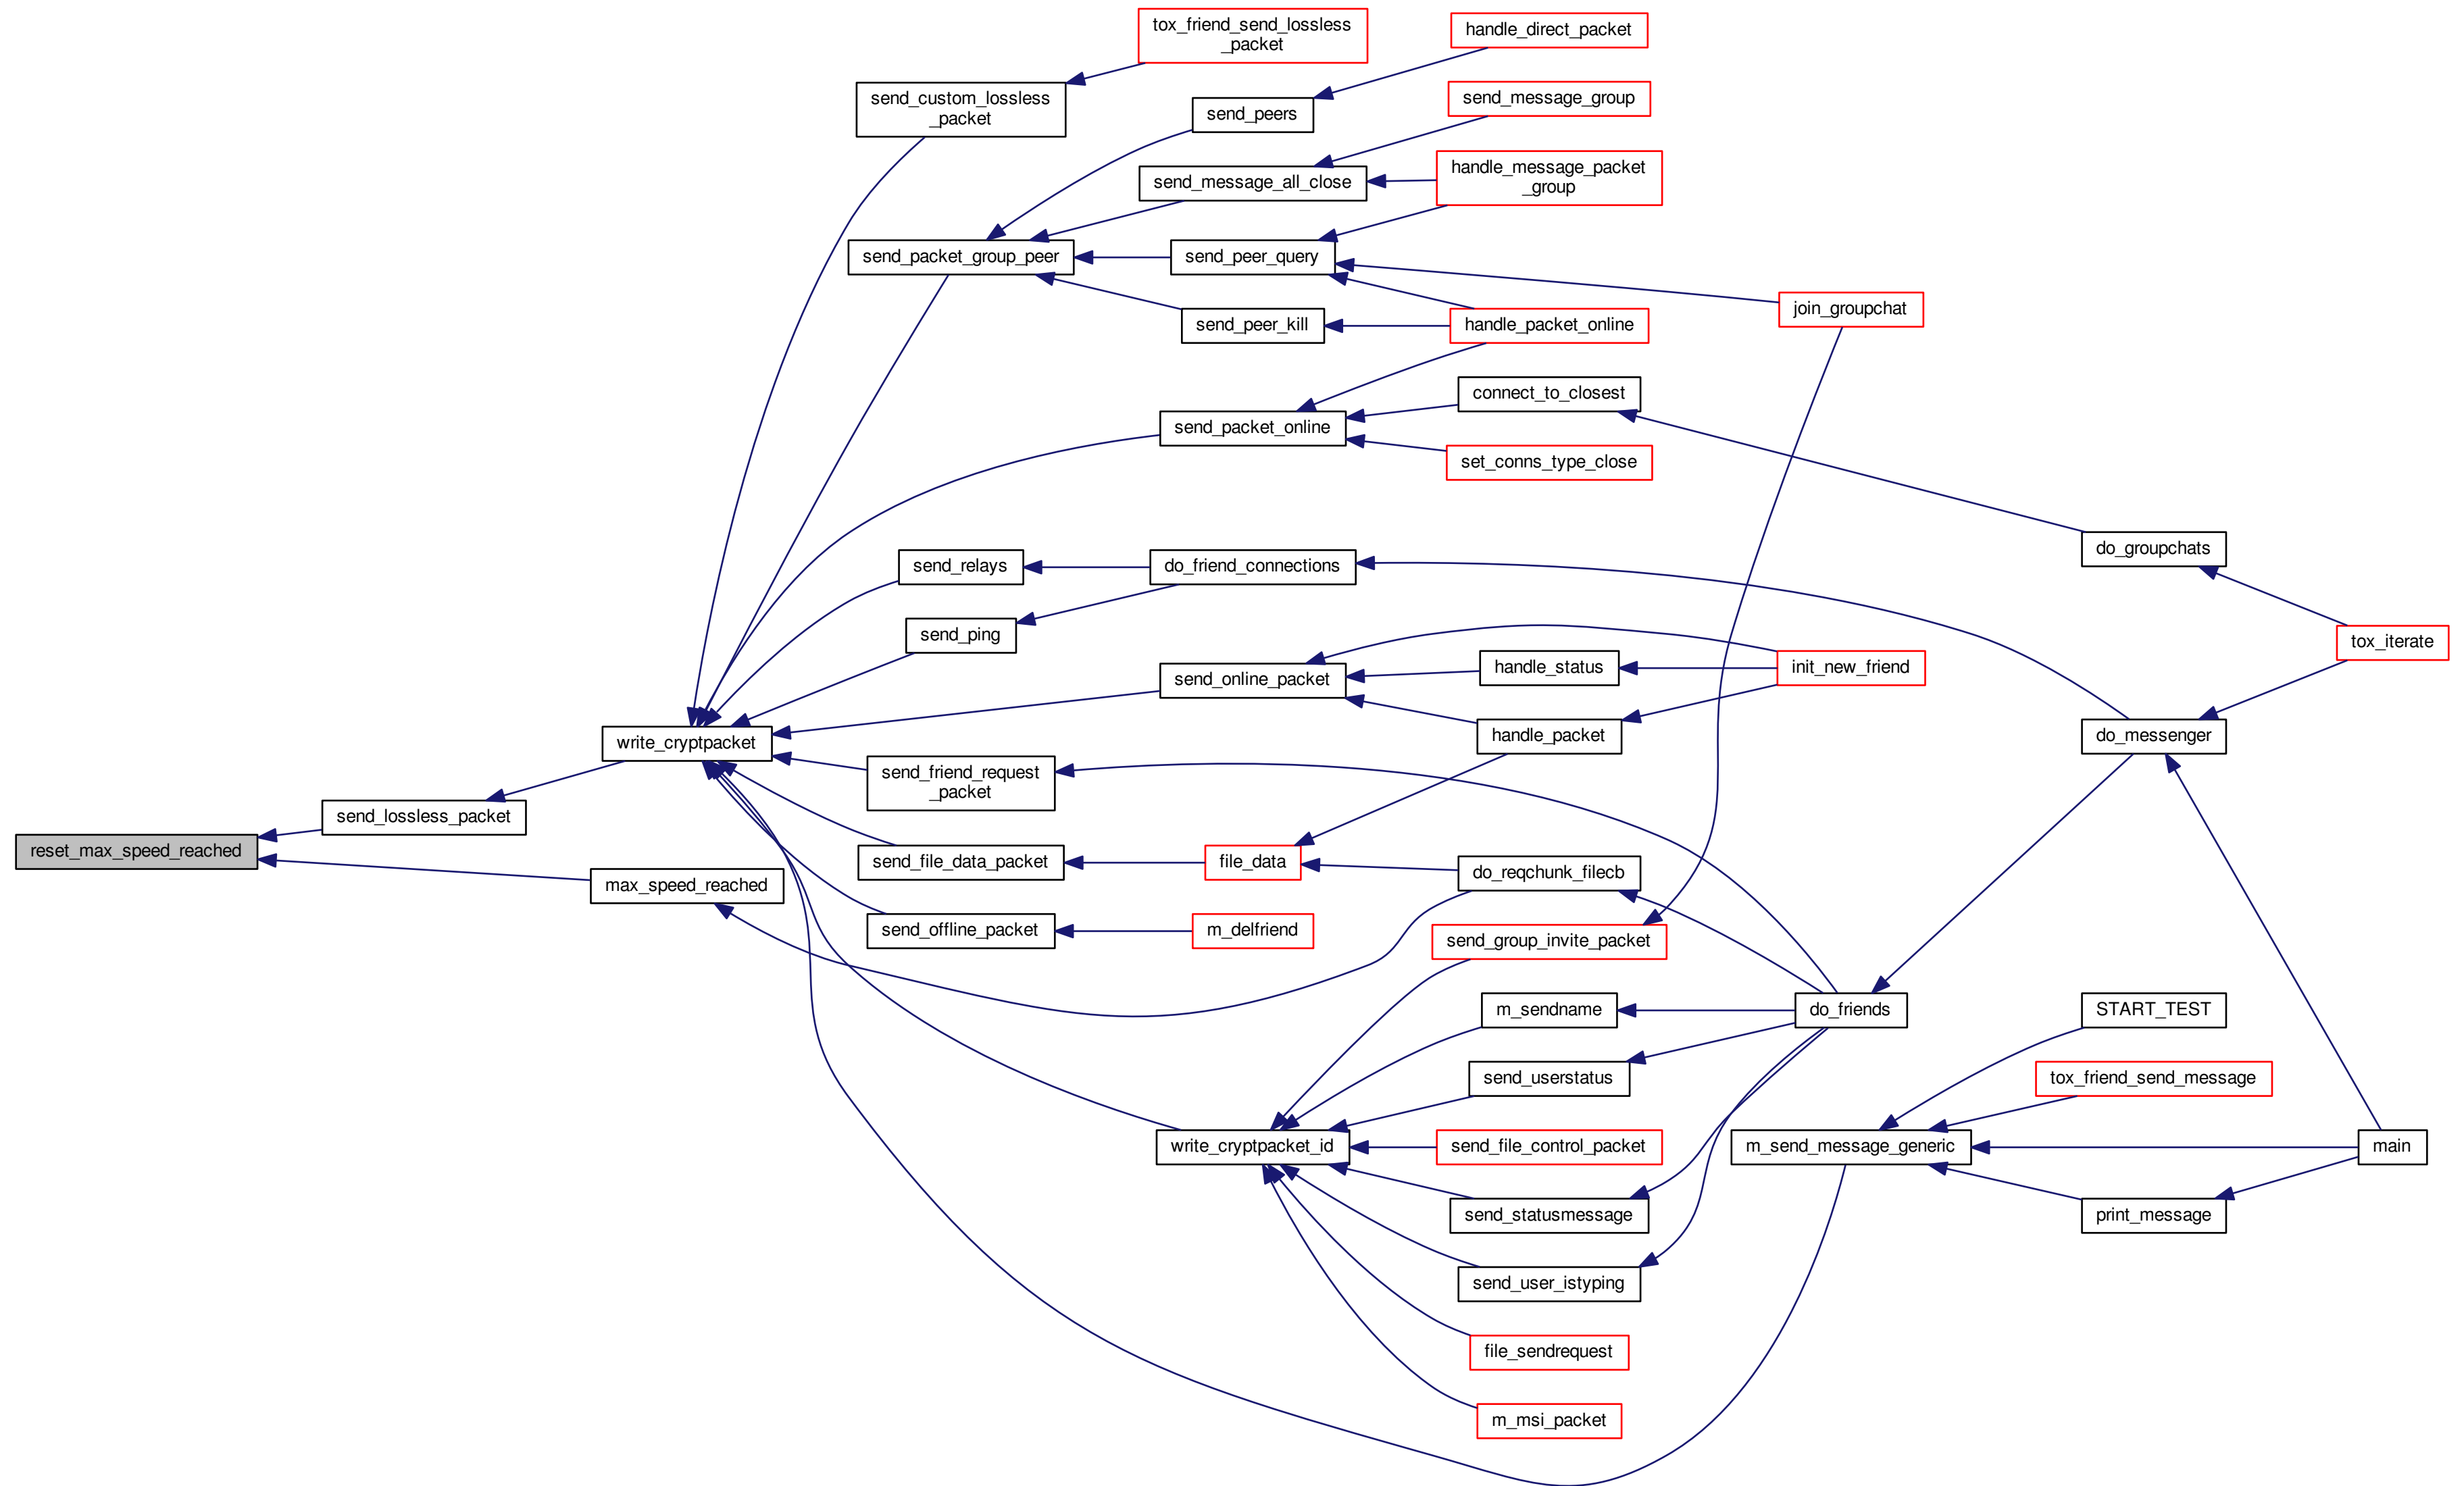 tox_friend_send_lossless
_packet
handle_direct_packet
send_custom_lossless
_packet
send_peers
send_message_group
send_message_all_close
handle_message_packet
_group
send_packet_group_peer
send_peer_query
join_groupchat
send_peer_kill
handle_packet_online
connect_to_closest
send_packet_online
set_conns_type_close
do_groupchats
send_relays
do_friend_connections
send_ping
tox_iterate
send_online_packet
handle_status
init_new_friend
write_cryptpacket
handle_packet
do_messenger
send_friend_request
_packet
send_lossless_packet
reset_max_speed_reached
send_file_data_packet
file_data
max_speed_reached
do_reqchunk_filecb
send_offline_packet
m_delfriend
send_group_invite_packet
m_sendname
do_friends
START_TEST
send_userstatus
tox_friend_send_message
write_cryptpacket_id
send_file_control_packet
m_send_message_generic
main
send_statusmessage
print_message
send_user_istyping
file_sendrequest
m_msi_packet